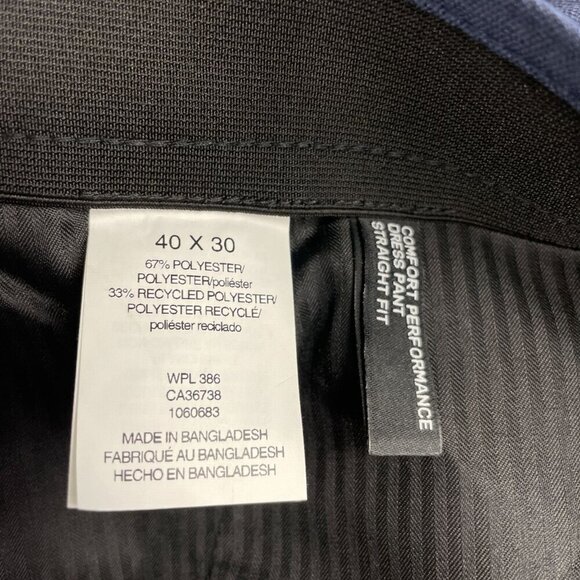 40 X 30
67% POLYESTER/
POLYESTER/poliéster
33% RECYCLED POLYESTER/
POLYESTER RECYCLÉ/
poliéster reciclado
WPL 386
CA36738
1060683
MADE IN BANGLADESH
FABRIQUÉ AU BANGLADESH
HECHO EN BANGLADESH
COMFORT PERFORMANCE
DRESS PANT
STRAIGHT FIT